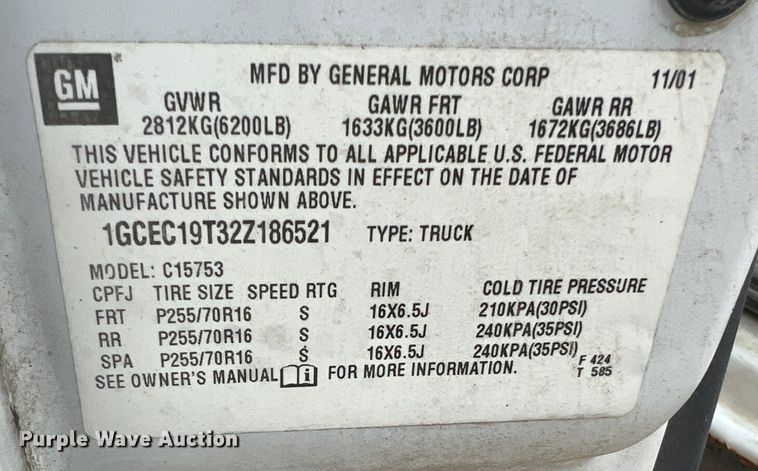 GM
MFD BY GENERAL MOTORS CORP 11/01
GVWR GAWR FRT GAWR RR
2812KG(6200LB) 1633KG(3600LB) 1672KG(3686LB)
THIS VEHICLE CONFORMS TO ALL APPLICABLE U.S. FEDERAL MOTOR
VEHICLE SAFETY STANDARDS IN EFFECT ON THE DATE OF
MANUFACTURE SHOWN ABOVE.
1GCEC19T32Z186521 TYPE: TRUCK
MODEL: C15753
CPFJ TIRE SIZE SPEED RTG RIM COLD TIRE PRESSURE
FRT P255/70R16 S 16X6.5J 210KPA(30PSI)
RR P255/70R16 S 16X6.5J 240KPA(35PSI)
SPA P255/70R16 S 16X6.5J 240KPA(35PSI)
F 424
SEE OWNER'S MANUAL i FOR MORE INFORMATION. T 585
Purple Wave Auction